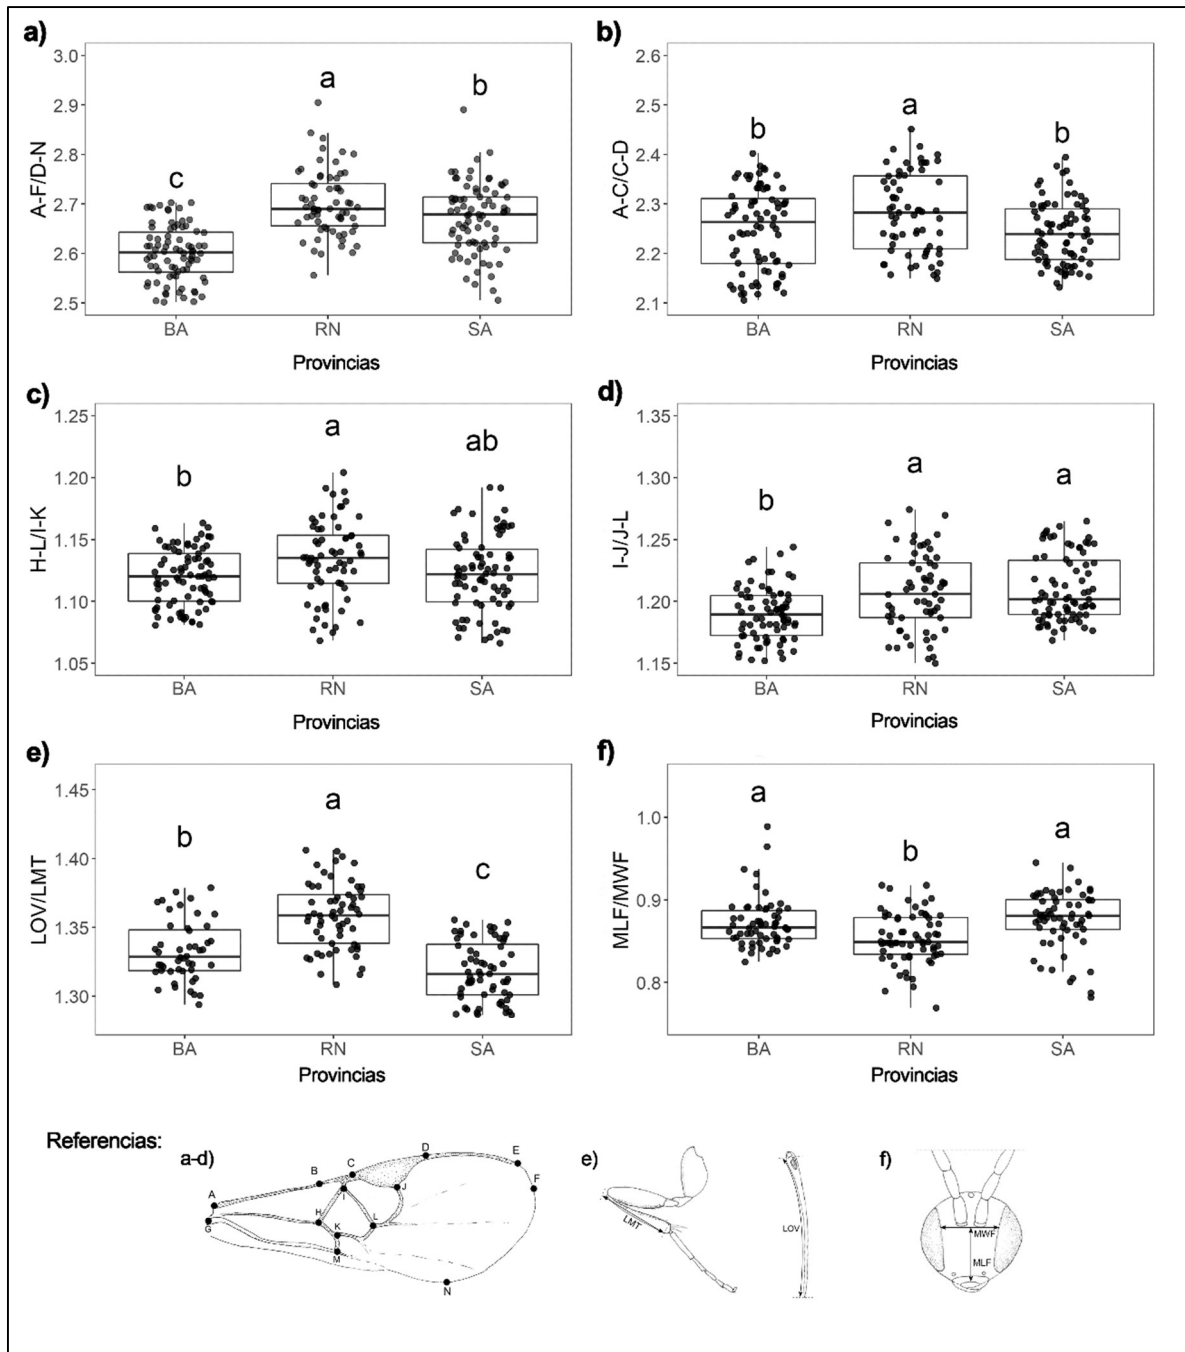 a)
3.0
2.9
2.8
2.7
2.6
2.5
A-F/D-N
c
a
b
BA RN SA
Provincias
b)
2.6
2.5
2.4
2.3
2.2
2.1
A-C/C-D
b
a
b
BA RN SA
Provincias
c)
1.25
1.20
1.15
1.10
1.05
H-L/I-K
b
a
ab
BA RN SA
Provincias
d)
1.35
1.30
1.25
1.20
1.15
I-J/J-L
b
a
a
BA RN SA
Provincias
e)
1.45
1.40
1.35
1.30
LOV/LMT
b
a
c
BA RN SA
Provincias
f)
1.0
0.9
0.8
MLF/MWF
a
b
a
BA RN SA
Provincias
Referencias:
a-d)
A
B
C
D
E
F
G
H
I
J
K
L
M
N
e)
LMT
LOV
f)
MWF
MLF